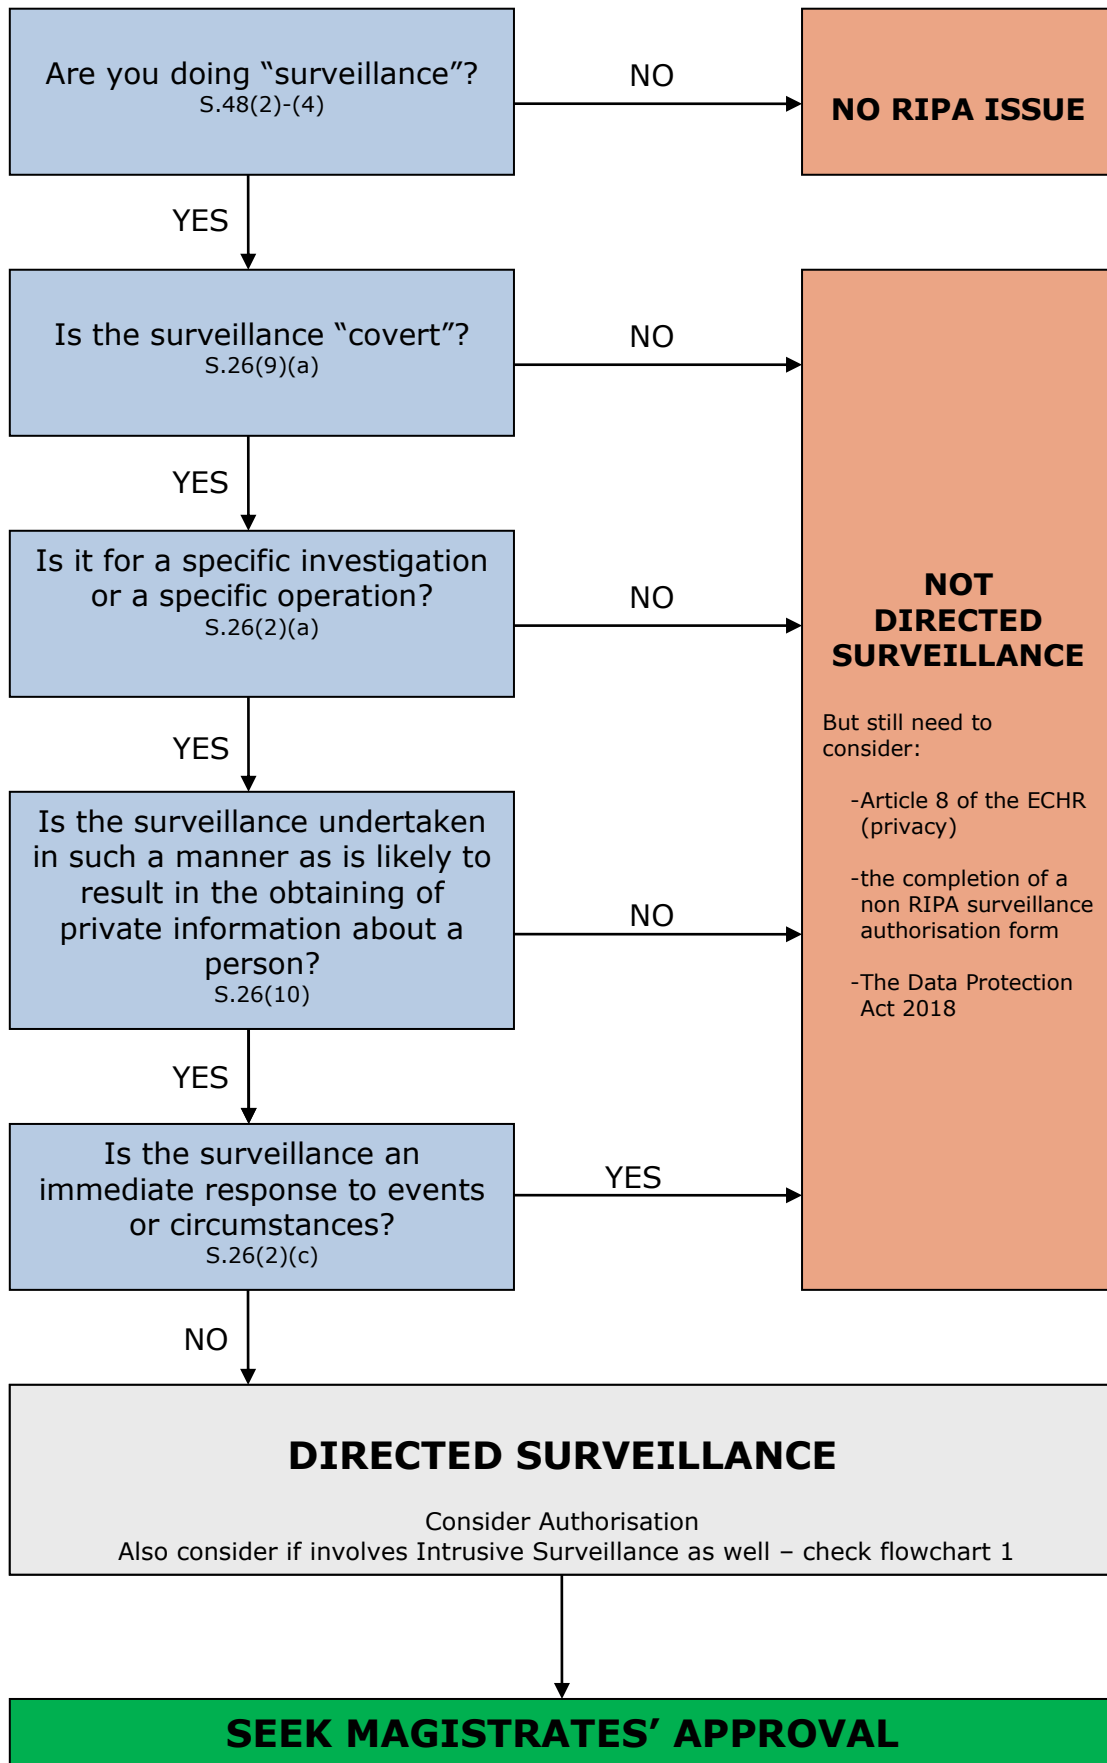 Are you doing “surveillance”?
S.48(2)-(4)
NO
NO RIPA ISSUE
YES
Is the surveillance “covert”?
S.26(9)(a)
NO
YES
Is it for a specific investigation
or a specific operation?
S.26(2)(a)
NO
YES
Is the surveillance undertaken
in such a manner as is likely to
result in the obtaining of
private information about a
person?
S.26(10)
NO
YES
Is the surveillance an
immediate response to events
or circumstances?
S.26(2)(c)
YES
NO
NOT
DIRECTED
SURVEILLANCE
But still need to
consider:
-Article 8 of the ECHR
(privacy)
-the completion of a
non RIPA surveillance
authorisation form
-The Data Protection
Act 2018
DIRECTED SURVEILLANCE
Consider Authorisation
Also consider if involves Intrusive Surveillance as well – check flowchart 1
SEEK MAGISTRATES’ APPROVAL